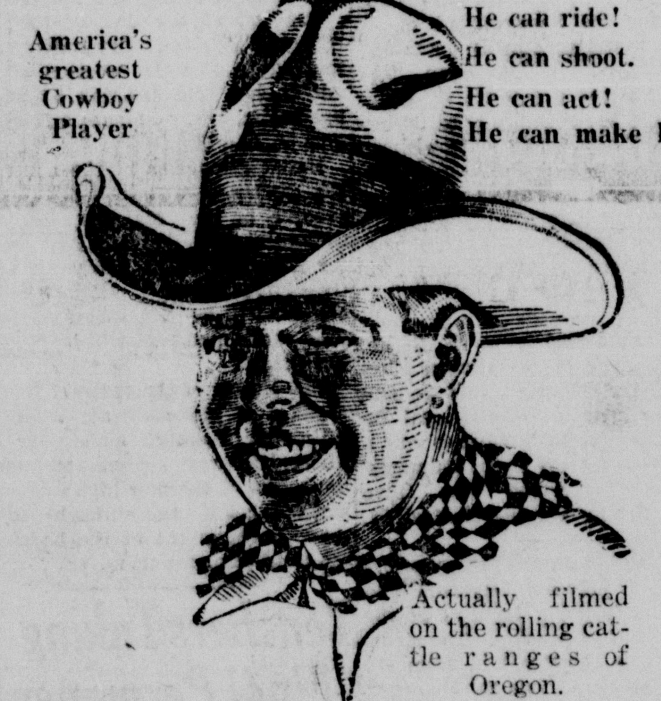 America's
greatest
Cowboy
Player
He can ride!
He can shoot.
He can act!
He can make
Actually filmed
on the rolling cat-
tle ranges of
Oregon.